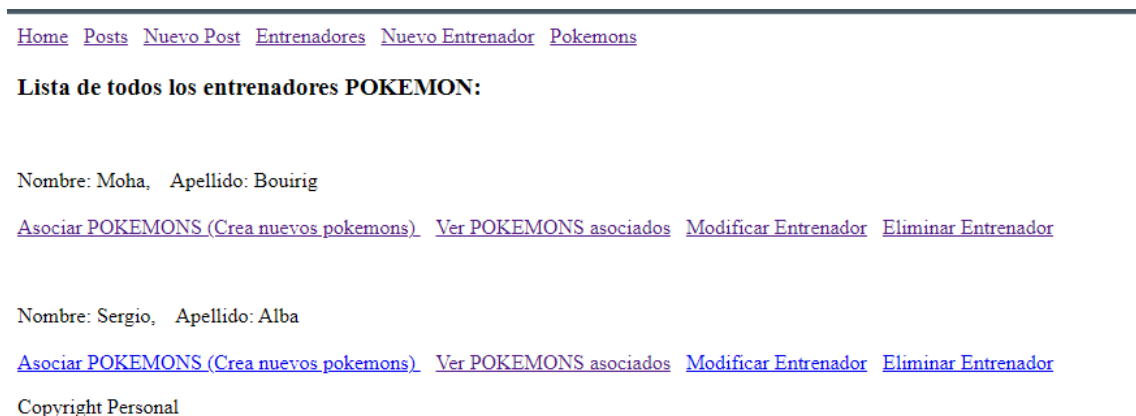 Home Posts Nuevo Post Entrenadores Nuevo Entrenador Pokemons
Lista de todos los entrenadores POKEMON:
Nombre: Moha, Apellido: Bouirig
Asociar POKEMONS (Crea nuevos pokemons) Ver POKEMONS asociados Modificar Entrenador Eliminar Entrenador
Nombre: Sergio, Apellido: Alba
Asociar POKEMONS (Crea nuevos pokemons) Ver POKEMONS asociados Modificar Entrenador Eliminar Entrenador
Copyright Personal